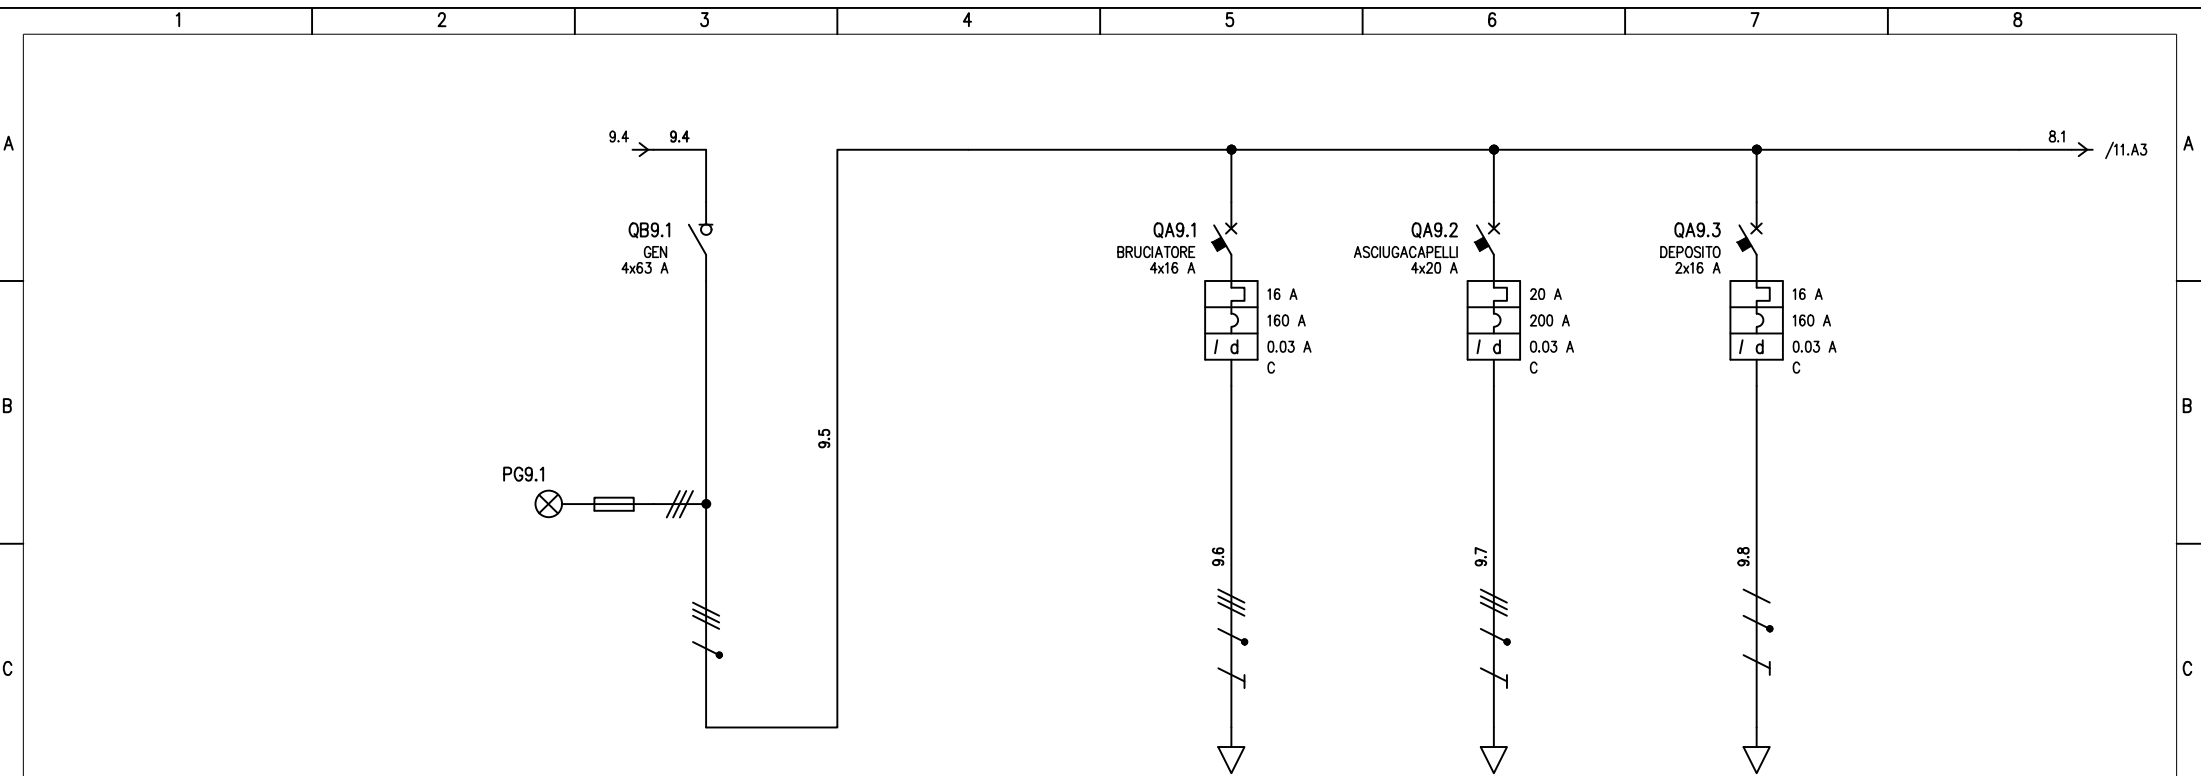 1 2 3 4 5 6 7 8
A A
9.4 9.4 8.1 /11.A3
QB9.1
GEN
4x63 A
QA9.1
BRUCIATORE
4x16 A
16 A
160 A
I d 0.03 A
C
QA9.2
ASCIUGACAPELLI
4x20 A
20 A
200 A
I d 0.03 A
C
QA9.3
DEPOSITO
2x16 A
16 A
160 A
I d 0.03 A
C
B B
9.5
PG9.1
9.6
9.7
9.8
C C